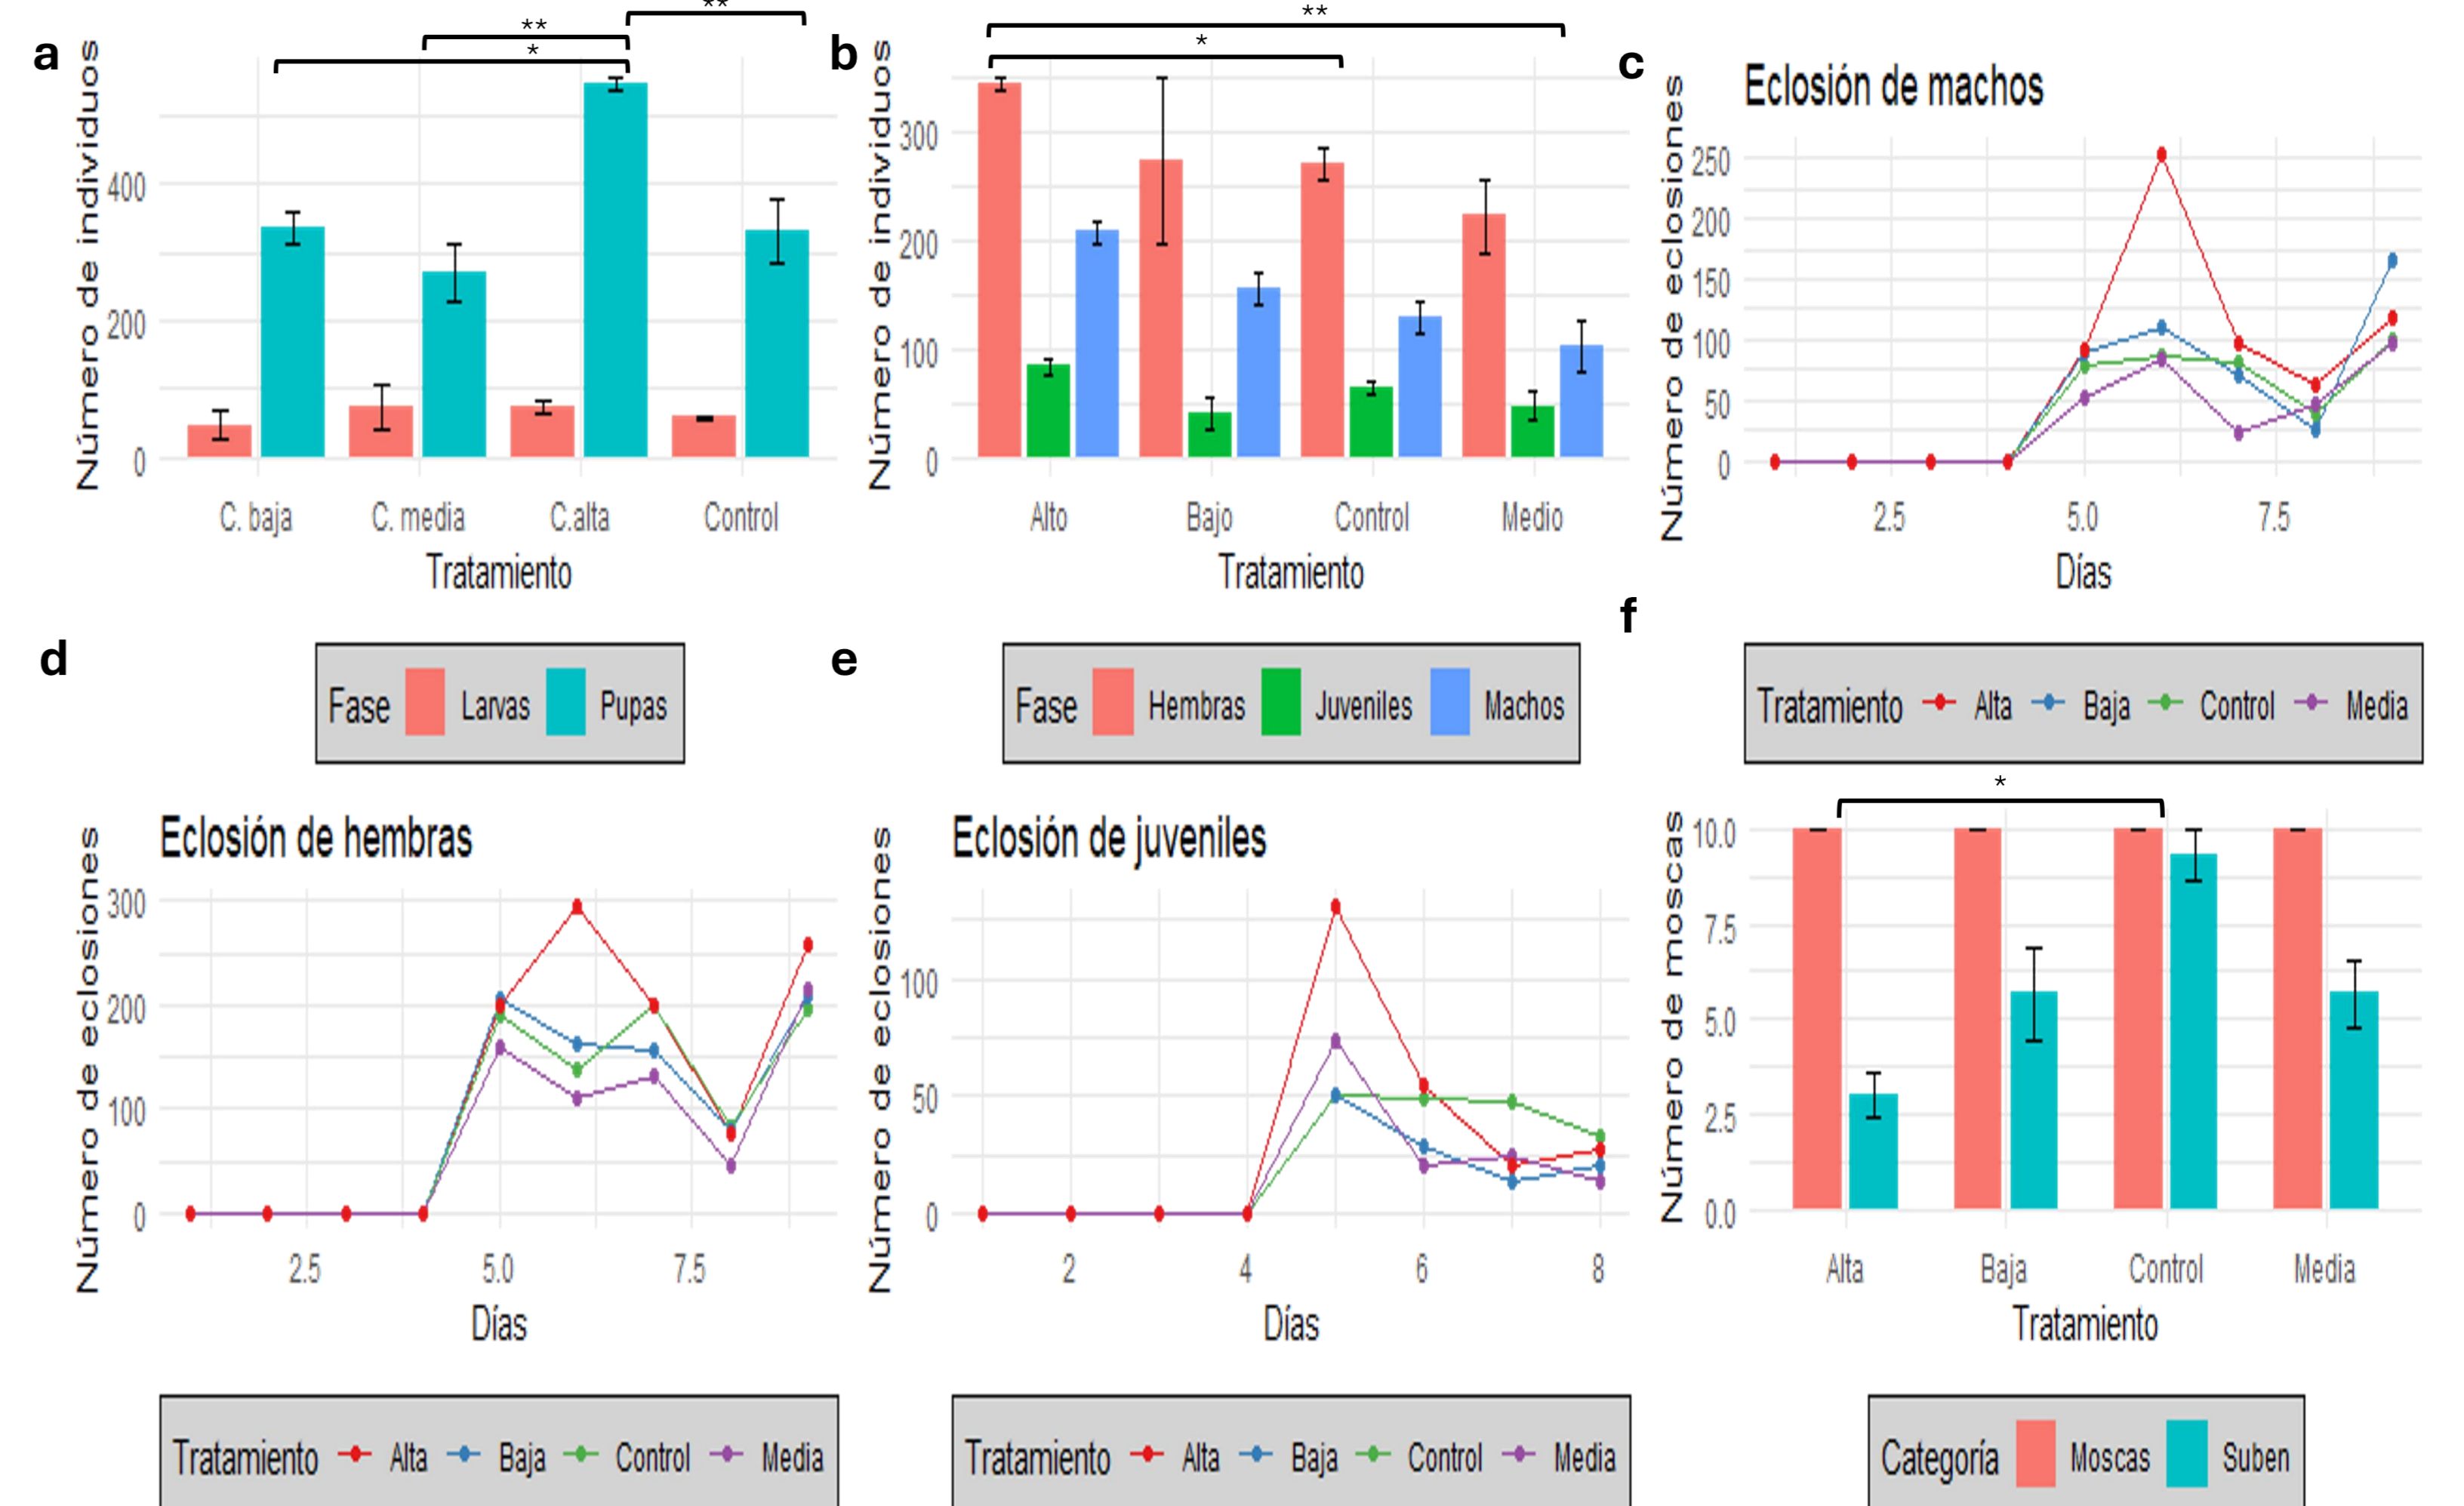 a
**
**
*
Número de individuos
400
200
0
C. baja
C. media
C.alta
Control
Tratamiento
Fase
Larvas
Pupas
b
**
*
Número de individuos
300
200
100
0
Alto
Bajo
Control
Medio
Tratamiento
Fase
Hembras
Juveniles
Machos
c
Eclosión de machos
Número de eclosiones
250
200
150
100
50
0
2.5
5.0
7.5
Días
Tratamiento
Alta
Baja
Control
Media
d
Eclosión de hembras
Número de eclosiones
300
200
100
0
2.5
5.0
7.5
Días
Tratamiento
Alta
Baja
Control
Media
e
Eclosión de juveniles
Número de eclosiones
100
50
0
2
4
6
8
Días
Tratamiento
Alta
Baja
Control
Media
f
*
Número de moscas
10.0
7.5
5.0
2.5
0.0
Alta
Baja
Control
Media
Tratamiento
Categoría
Moscas
Suben